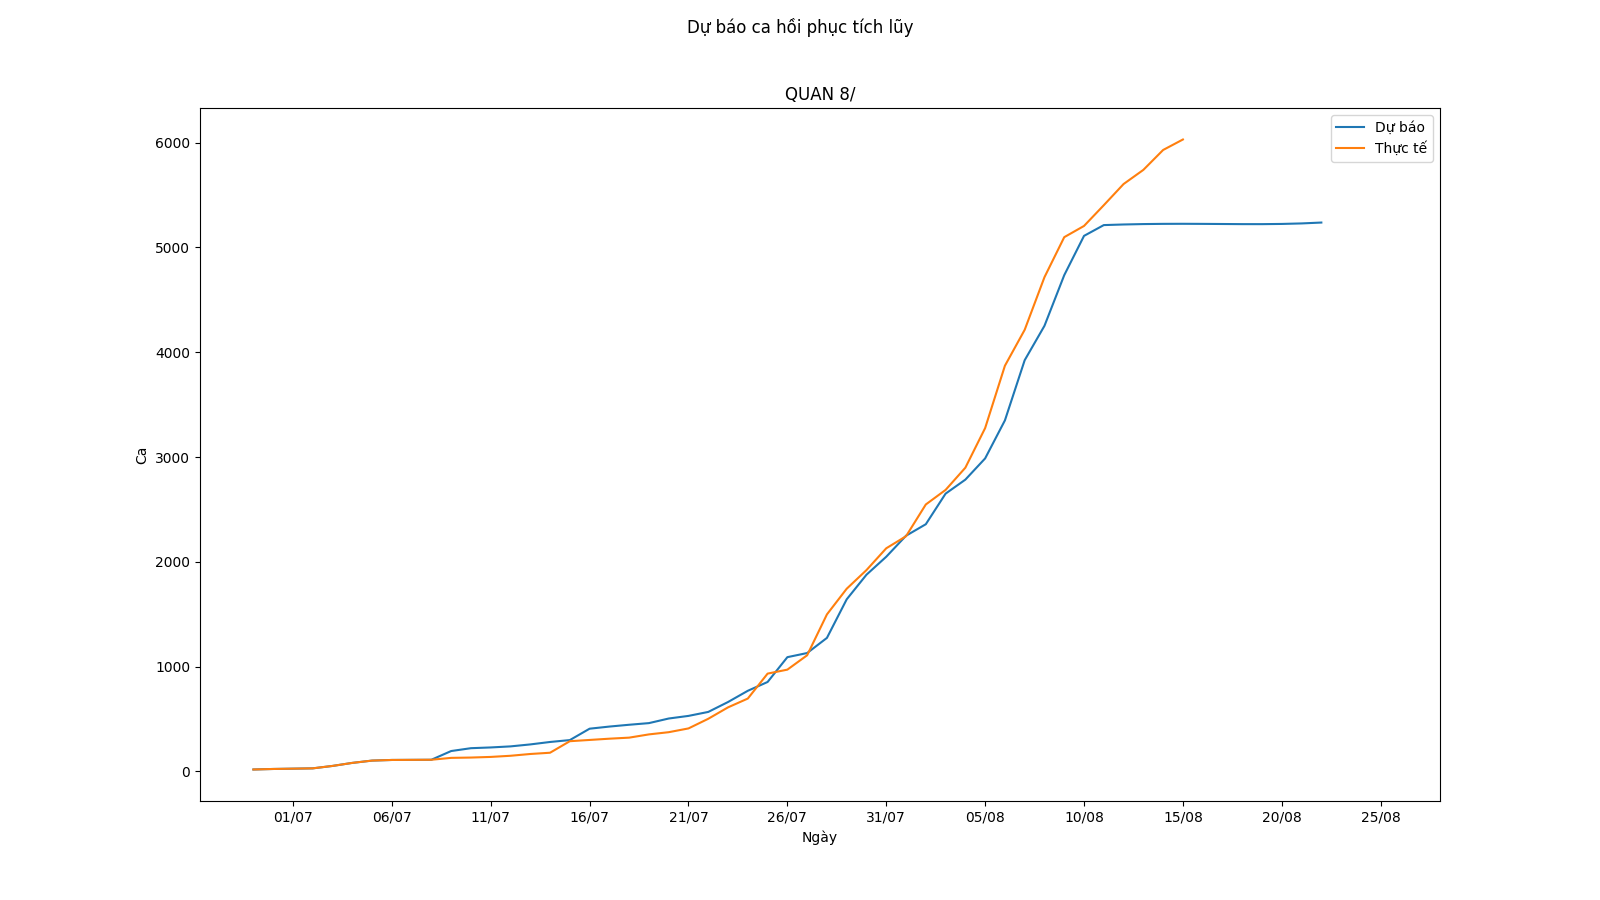 Dự báo ca hồi phục tích lũy
QUAN 8/
Dự báo
Thực tế
6000
5000
4000
3000
2000
1000
0
Ca
01/07 06/07 11/07 16/07 21/07 26/07 31/07 05/08 10/08 15/08 20/08 25/08
Ngày